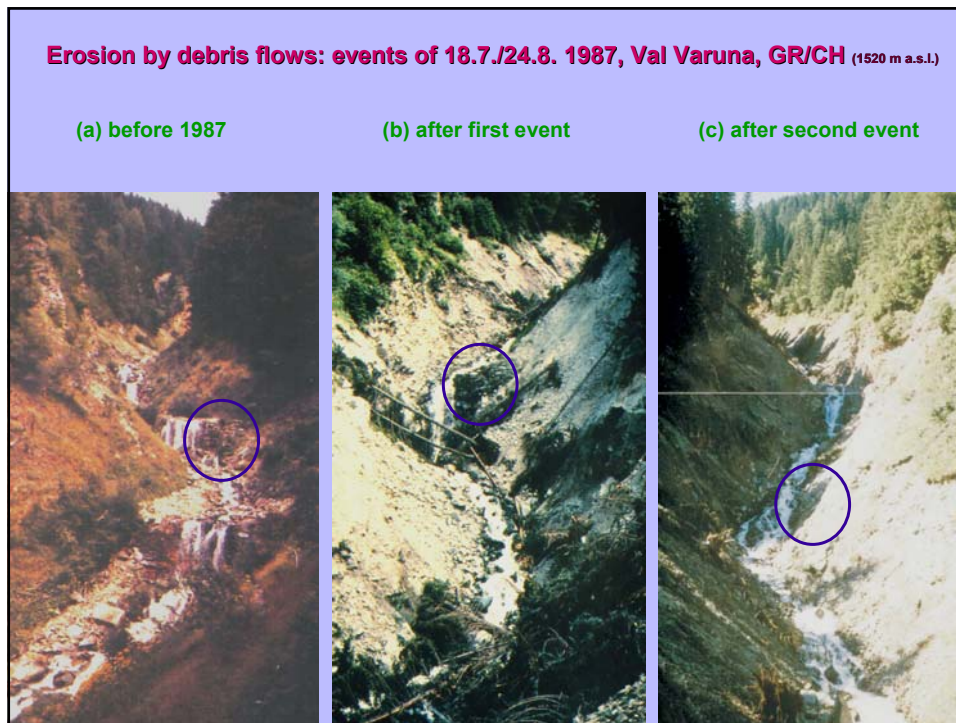 Erosion by debris flows: events of 18.7./24.8. 1987, Val Varuna, GR/CH (1520 m a.s.l.)
(a) before 1987 (b) after first event (c) after second event